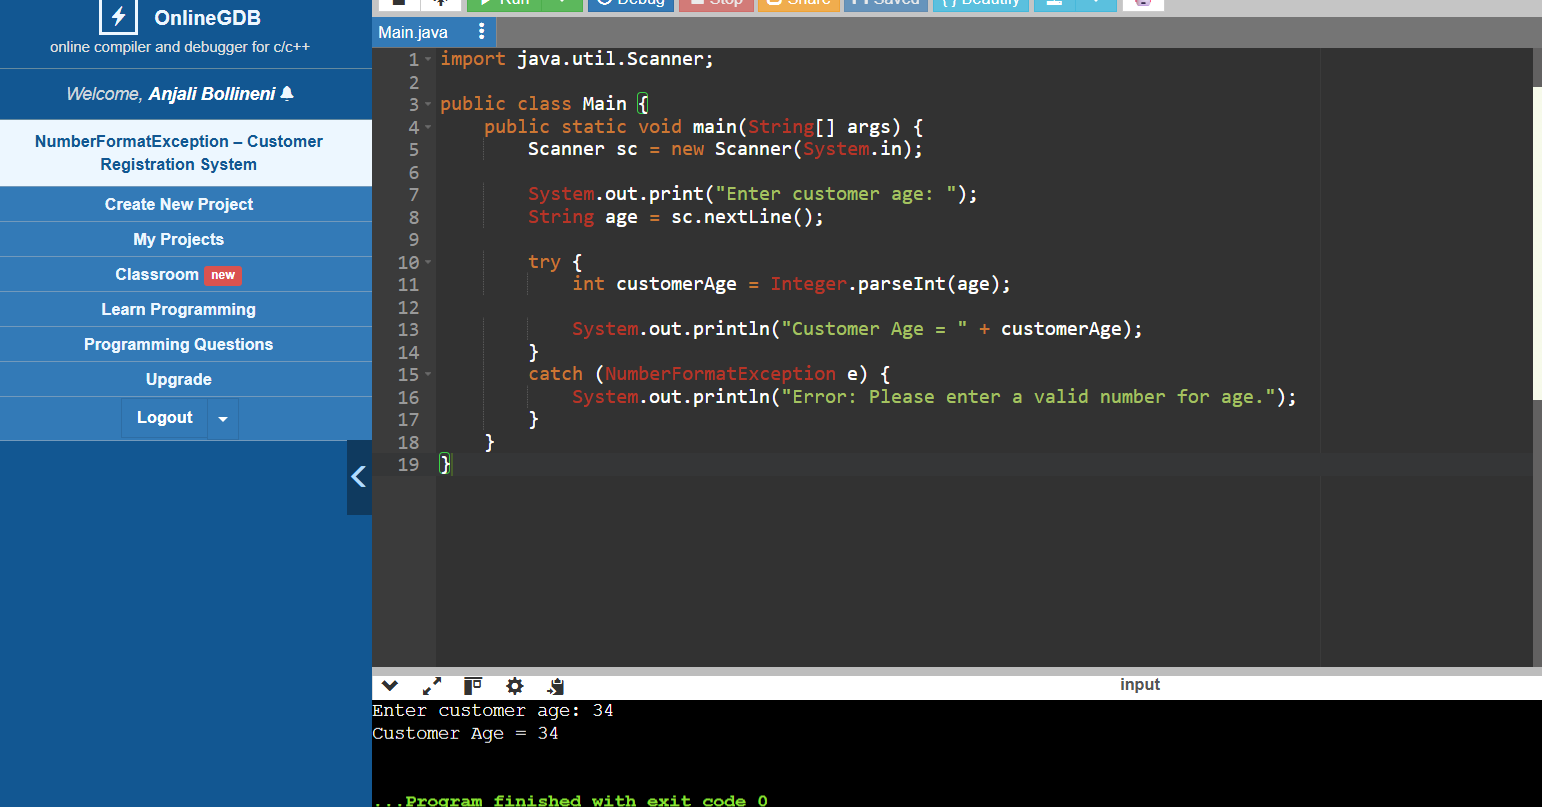 OnlineGDB
online compiler and debugger for c/c++
Welcome, Anjali Bollineni
NumberFormatException – Customer
Registration System
Create New Project
My Projects
Classroom new
Learn Programming
Programming Questions
Upgrade
Logout
Run Debug Stop Share Saved { } Beautify
Main.java
1 import java.util.Scanner;
2
3 public class Main {
4     public static void main(String[] args) {
5         Scanner sc = new Scanner(System.in);
6
7         System.out.print("Enter customer age: ");
8         String age = sc.nextLine();
9
10         try {
11             int customerAge = Integer.parseInt(age);
12
13             System.out.println("Customer Age = " + customerAge);
14         }
15         catch (NumberFormatException e) {
16             System.out.println("Error: Please enter a valid number for age.");
17         }
18     }
19 }
input
Enter customer age: 34
Customer Age = 34
...Program finished with exit code 0